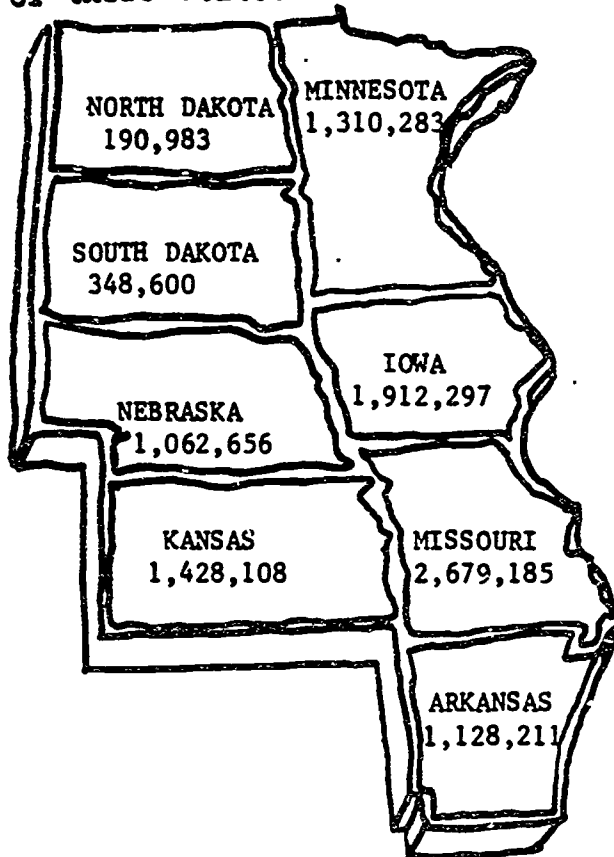 NORTH DAKOTA
190,983
MINNESOTA
1,310,283
SOUTH DAKOTA
348,600
IOWA
1,912,297
NEBRASKA
1,062,656
KANSAS
1,428,108
MISSOURI
2,679,185
ARKANSAS
1,128,211